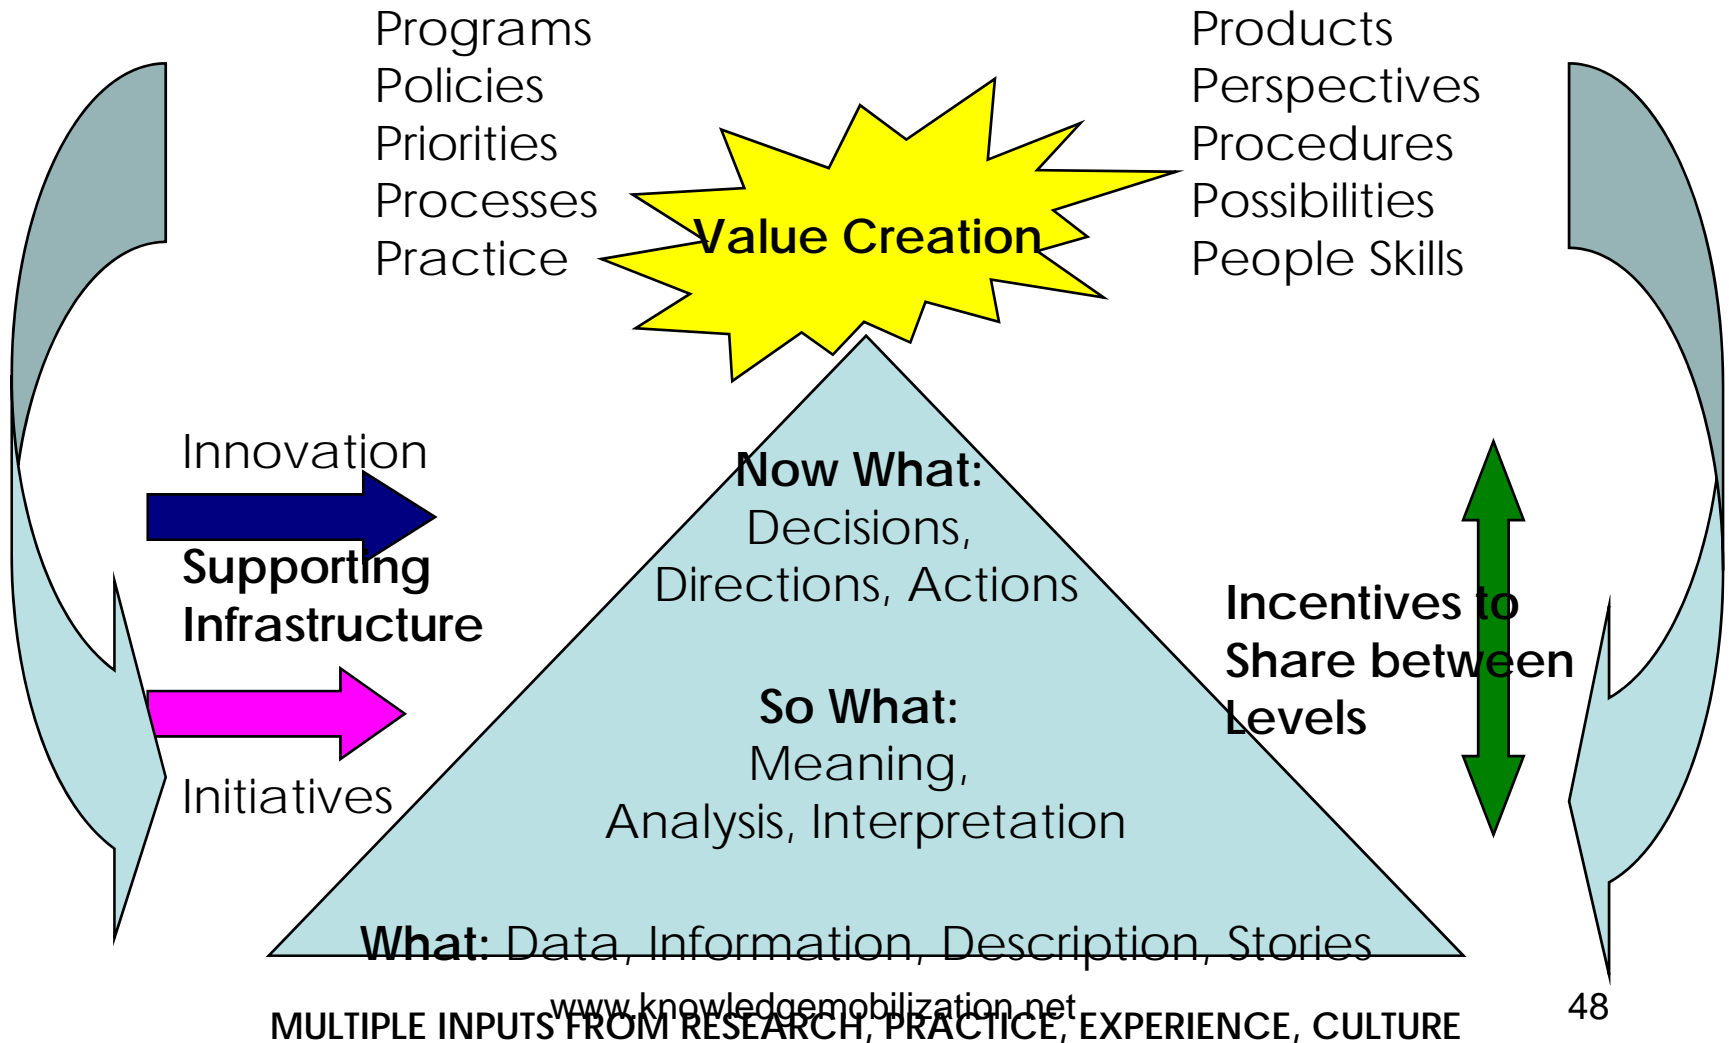 Programs
Policies
Priorities
Processes
Practice
Products
Perspectives
Procedures
Possibilities
People Skills
Value Creation
Innovation
Supporting
Infrastructure
Initiatives
Now What:
Decisions,
Directions, Actions
So What:
Meaning,
Analysis, Interpretation
What: Data, Information, Description, Stories
Incentives to
Share between
Levels
www.knowledgemobilization.net
48
MULTIPLE INPUTS FROM RESEARCH, PRACTICE, EXPERIENCE, CULTURE